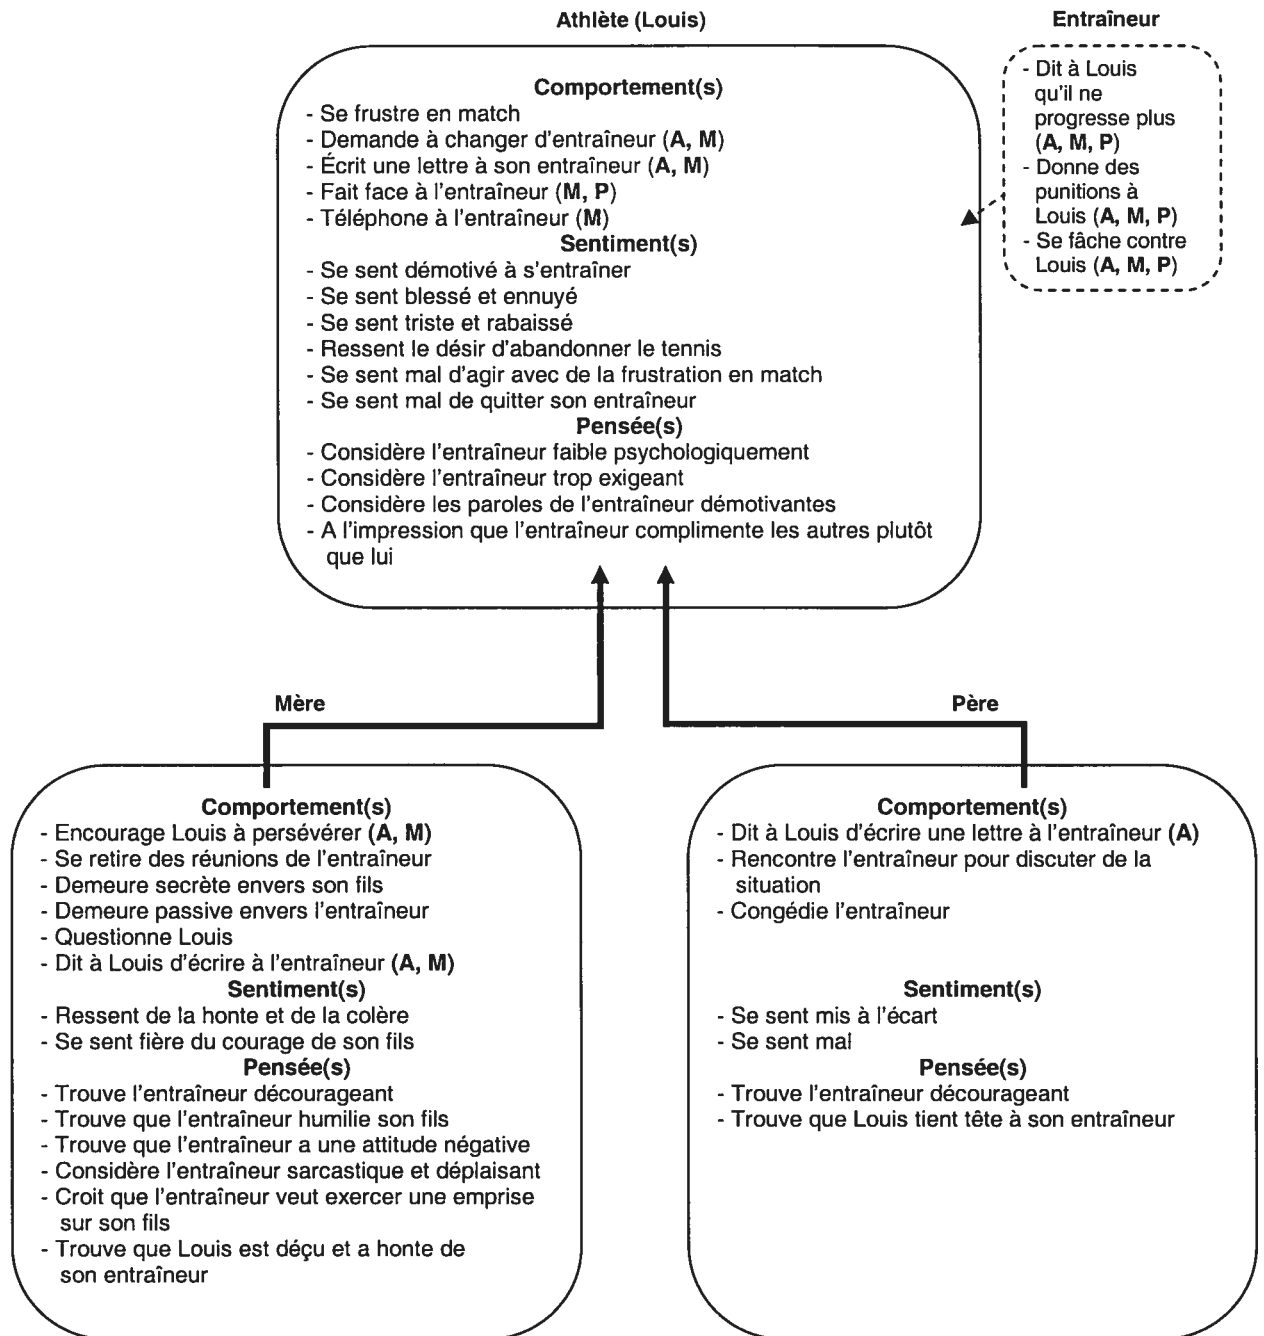 Athlète (Louis)
Comportement(s)
- Se frustre en match
- Demande à changer d'entraîneur (A, M)
- Écrit une lettre à son entraîneur (A, M)
- Fait face à l'entraîneur (M, P)
- Téléphone à l'entraîneur (M)
Sentiment(s)
- Se sent démotivé à s'entraîner
- Se sent blessé et ennuyé
- Se sent triste et rabaissé
- Ressent le désir d'abandonner le tennis
- Se sent mal d'agir avec de la frustration en match
- Se sent mal de quitter son entraîneur
Pensée(s)
- Considère l'entraîneur faible psychologiquement
- Considère l'entraîneur trop exigeant
- Considère les paroles de l'entraîneur démotivantes
- A l'impression que l'entraîneur complimente les autres plutôt
que lui
Entraîneur
- Dit à Louis
qu'il ne
progresse plus
(A, M, P)
- Donne des
punitions à
Louis (A, M, P)
- Se fâche contre
Louis (A, M, P)
Mère
Comportement(s)
- Encourage Louis à persévérer (A, M)
- Se retire des réunions de l'entraîneur
- Demeure secrète envers son fils
- Demeure passive envers l'entraîneur
- Questionne Louis
- Dit à Louis d'écrire à l'entraîneur (A, M)
Sentiment(s)
- Ressent de la honte et de la colère
- Se sent fière du courage de son fils
Pensée(s)
- Trouve l'entraîneur décourageant
- Trouve que l'entraîneur humilie son fils
- Trouve que l'entraîneur a une attitude négative
- Considère l'entraîneur sarcastique et déplaisant
- Croit que l'entraîneur veut exercer une emprise
sur son fils
- Trouve que Louis est déçu et a honte de
son entraîneur
Père
Comportement(s)
- Dit à Louis d'écrire une lettre à l'entraîneur (A)
- Rencontre l'entraîneur pour discuter de la
situation
- Congédie l'entraîneur
Sentiment(s)
- Se sent mis à l'écart
- Se sent mal
Pensée(s)
- Trouve l'entraîneur décourageant
- Trouve que Louis tient tête à son entraîneur